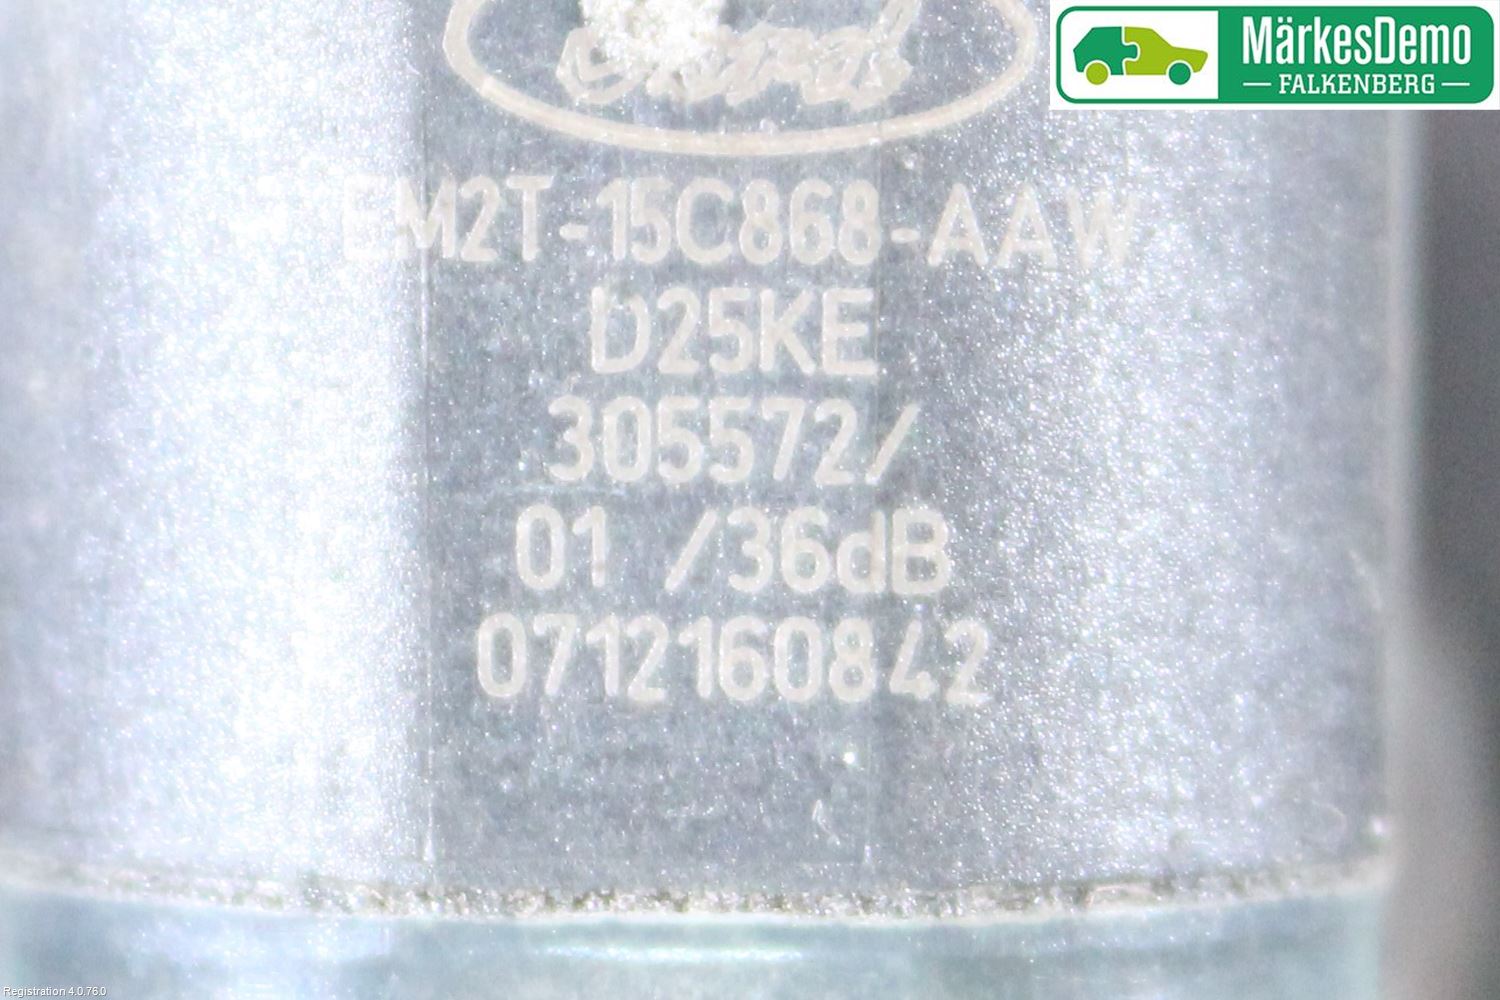 Ford
MärkesDemo
FALKENBERG
EM2T-15C868-AAW
D25KE
305572/
01 /36dB
0712160842
Registration 4.0.76.0